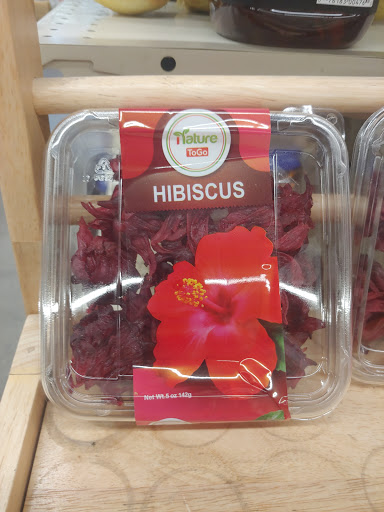 Nature
ToGo
HIBISCUS
Net Wt.5 oz 142g